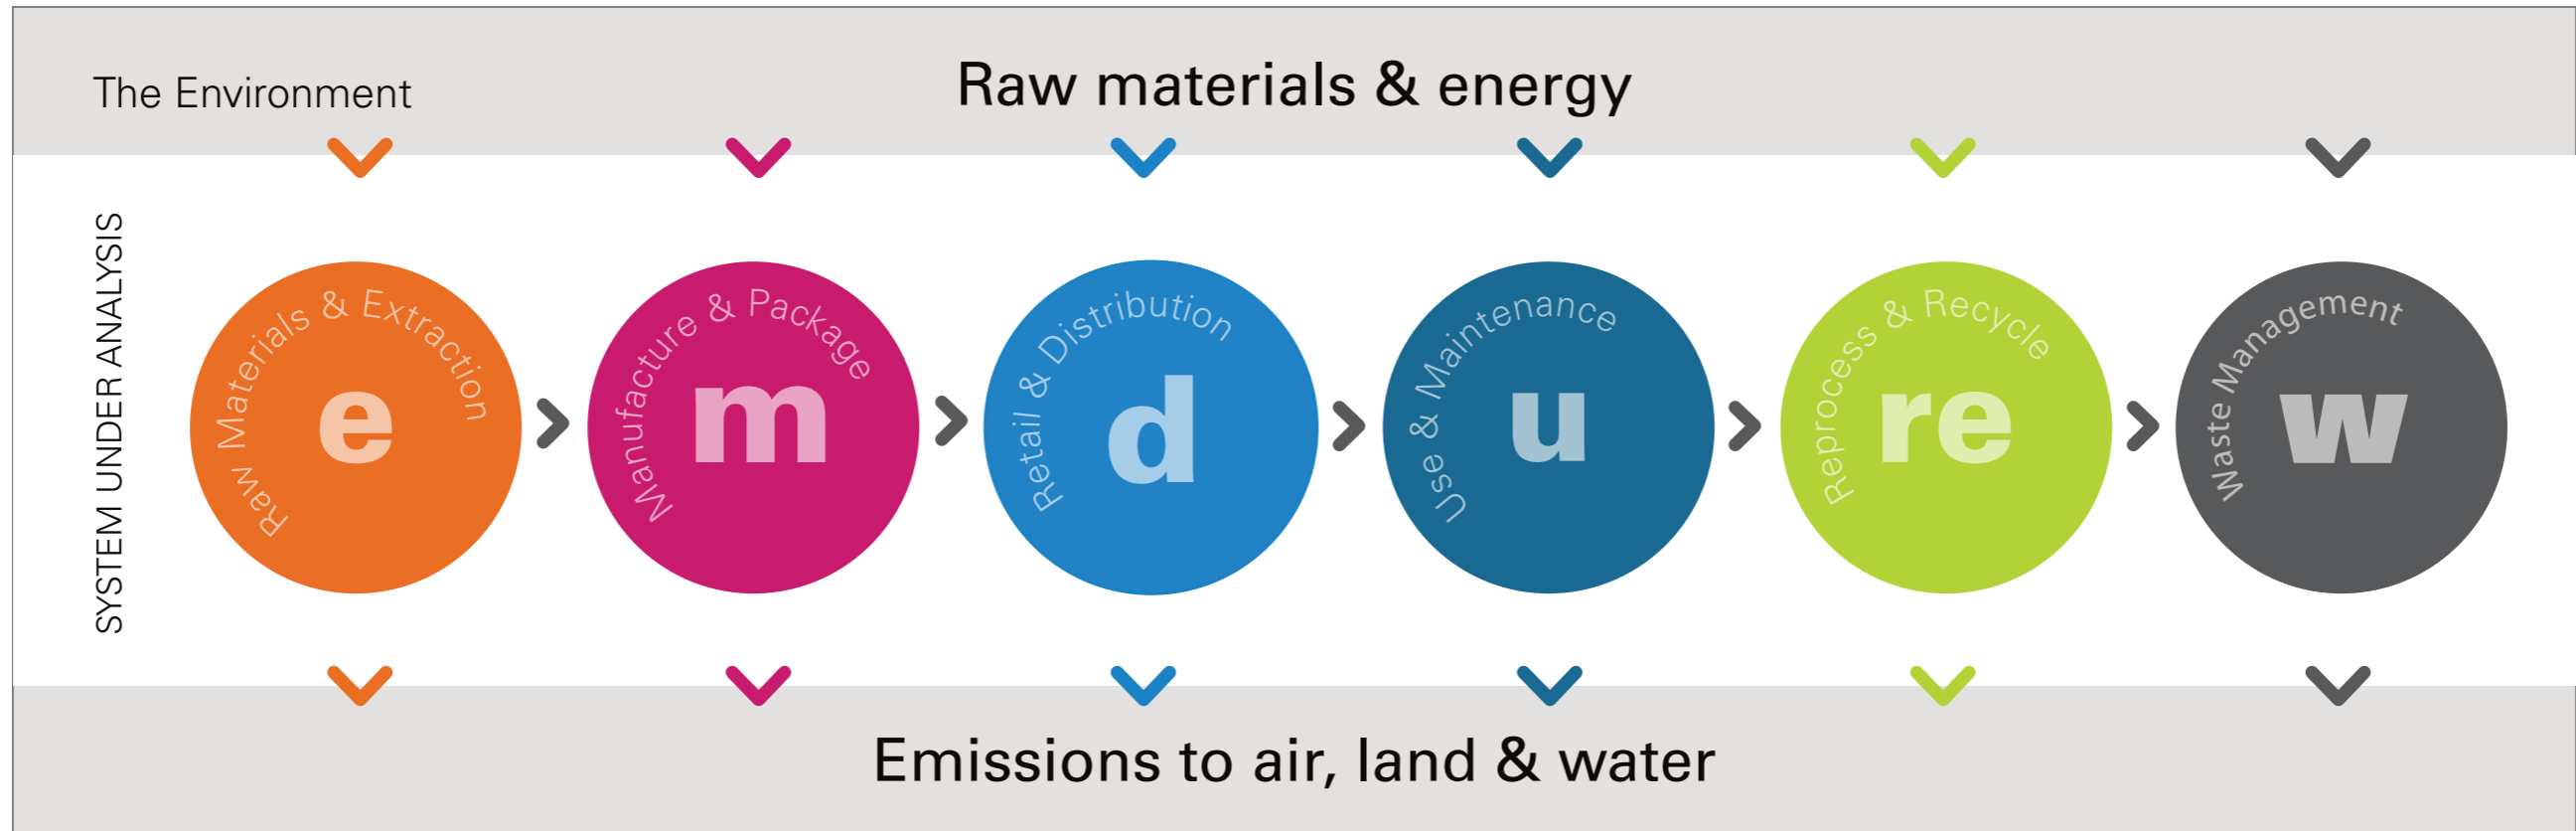 The Environment
Raw materials & energy
SYSTEM UNDER ANALYSIS
Raw Materials & Extraction
e
Manufacture & Package
m
Retail & Distribution
d
Use & Maintenance
u
Reprocess & Recycle
re
Waste Management
w
Emissions to air, land & water